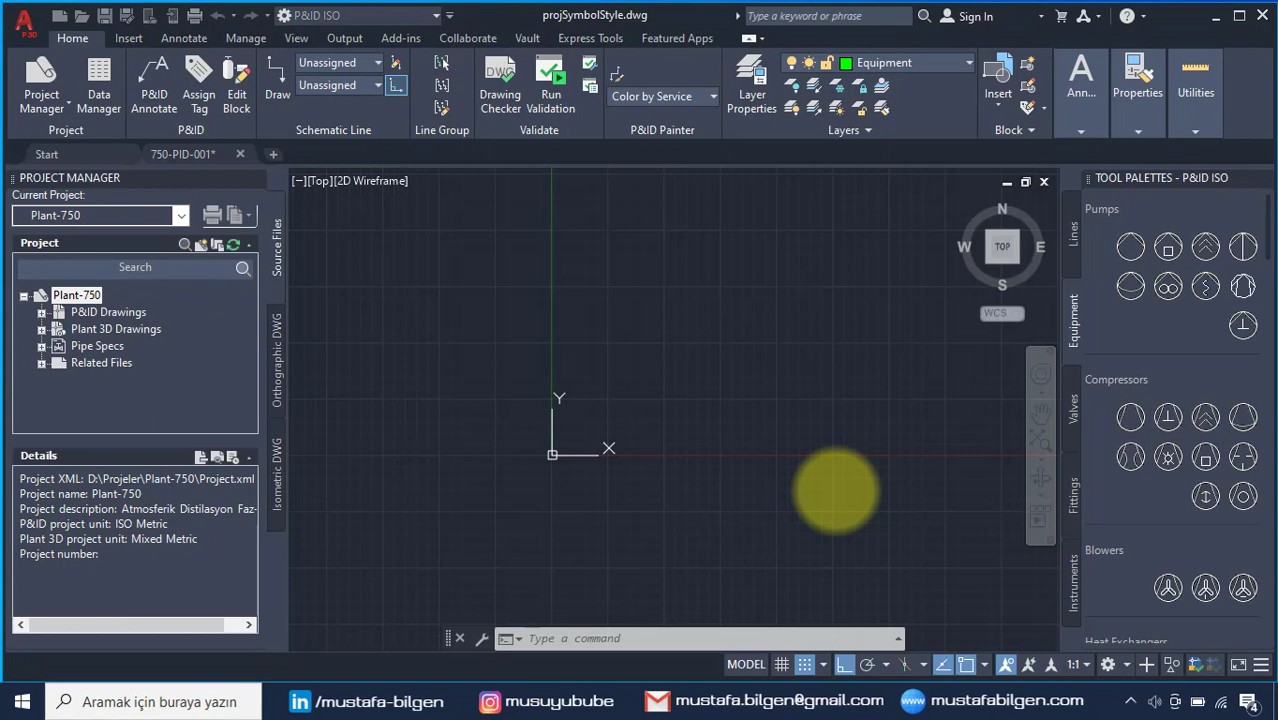 P&ID ISO
projSymbolStyle.dwg
Type a keyword or phrase
Sign In
P3D
Home
Insert
Annotate
Manage
View
Output
Add-ins
Collaborate
Vault
Express Tools
Featured Apps
Project
Manager
Data
Manager
Project
P&ID
Annotate
Assign
Tag
Edit
Block
P&ID
Draw
Unassigned
Unassigned
Schematic Line
Line Group
DWG
Drawing
Checker
Run
Validation
Validate
Color by Service
P&ID Painter
Layer
Properties
Equipment
Layers
Insert
Block
Ann...
Properties
Utilities
Start
750-PID-001*
PROJECT MANAGER
Current Project:
Plant-750
Project
Search
Plant-750
P&ID Drawings
Plant 3D Drawings
Pipe Specs
Related Files
Details
Project XML: D:\Projeler\Plant-750\Project.xml
Project name: Plant-750
Project description: Atmosferik Distilasyon Faz-
P&ID project unit: ISO Metric
Plant 3D project unit: Mixed Metric
Project number:
Source Files
Orthographic DWG
Isometric DWG
[−][Top][2D Wireframe]
Y
X
N
W
TOP
E
S
WCS
Type a command
TOOL PALETTES - P&ID ISO
Lines
Equipment
Valves
Fittings
Instruments
Pumps
Compressors
Blowers
Heat Exchangers
MODEL
1:1
Aramak için buraya yazın
/mustafa-bilgen
musuyubube
mustafa.bilgen@gmail.com
www
mustafabilgen.com
4